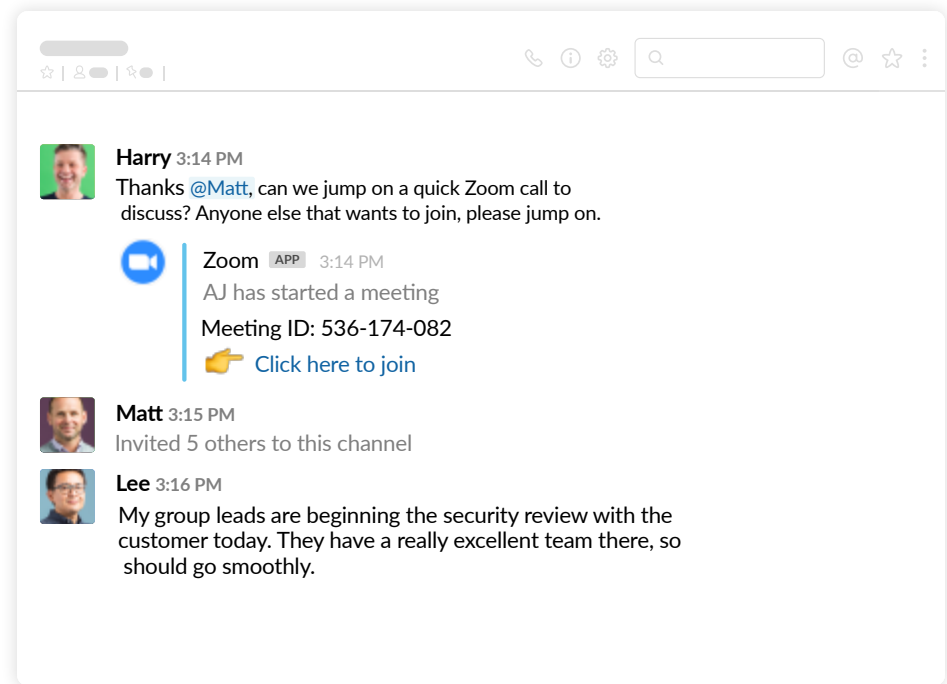 Harry 3:14 PM
Thanks @Matt, can we jump on a quick Zoom call to
discuss? Anyone else that wants to join, please jump on.
Zoom APP 3:14 PM
AJ has started a meeting
Meeting ID: 536-174-082
Click here to join
Matt 3:15 PM
Invited 5 others to this channel
Lee 3:16 PM
My group leads are beginning the security review with the
customer today. They have a really excellent team there, so
should go smoothly.